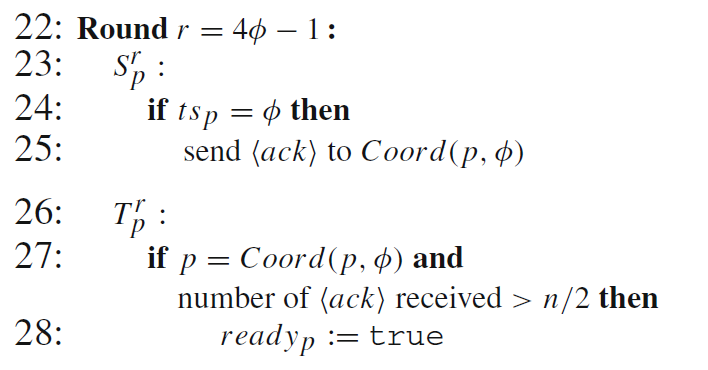 22: Round r = 4ϕ − 1:
23: S_p^r :
24: if ts_p = ϕ then
25: send ⟨ack⟩ to Coord(p, ϕ)
26: T_p^r :
27: if p = Coord(p, ϕ) and
number of ⟨ack⟩ received > n/2 then
28: ready_p := true